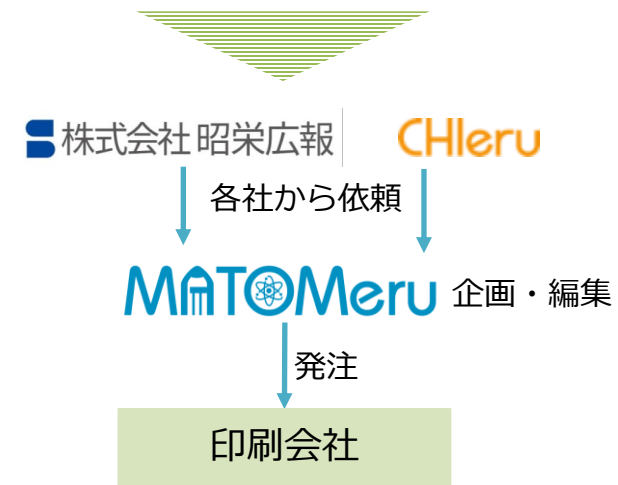 株式会社 昭栄広報
CHIeru
各社から依頼
MATOMeru 企画・編集
発注
印刷会社